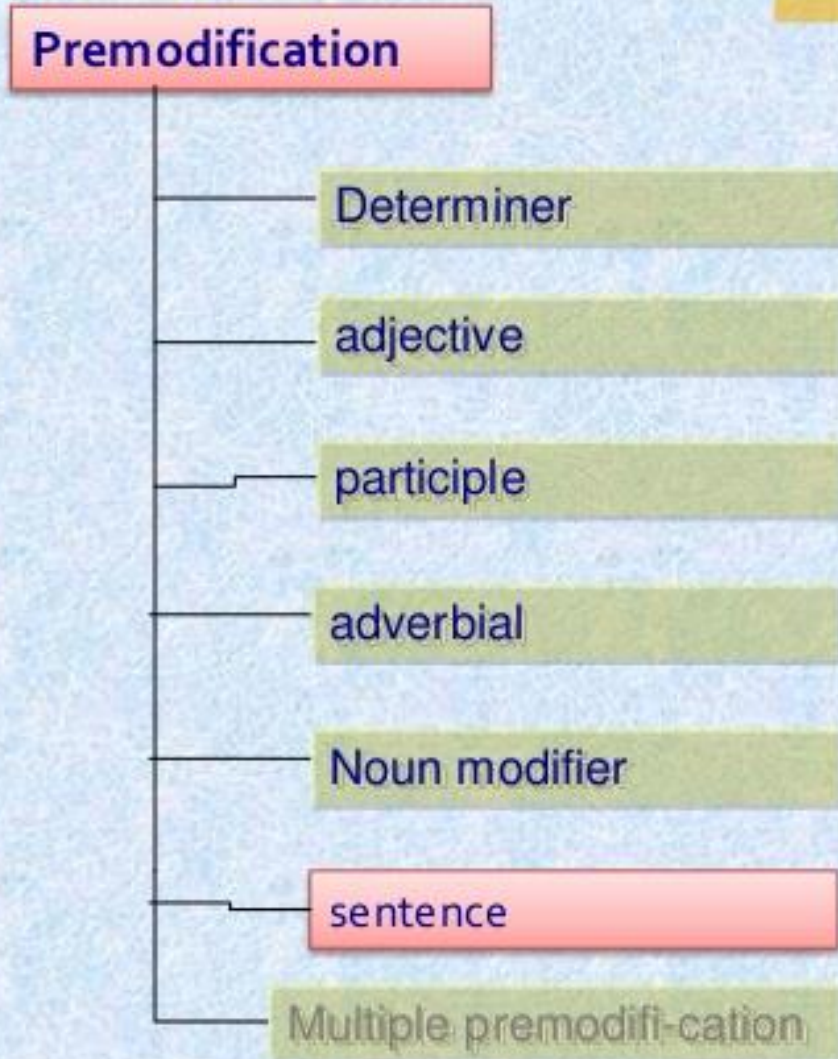 Premodification
Determiner
adjective
participle
adverbial
Noun modifier
sentence
Multiple premodifi-cation